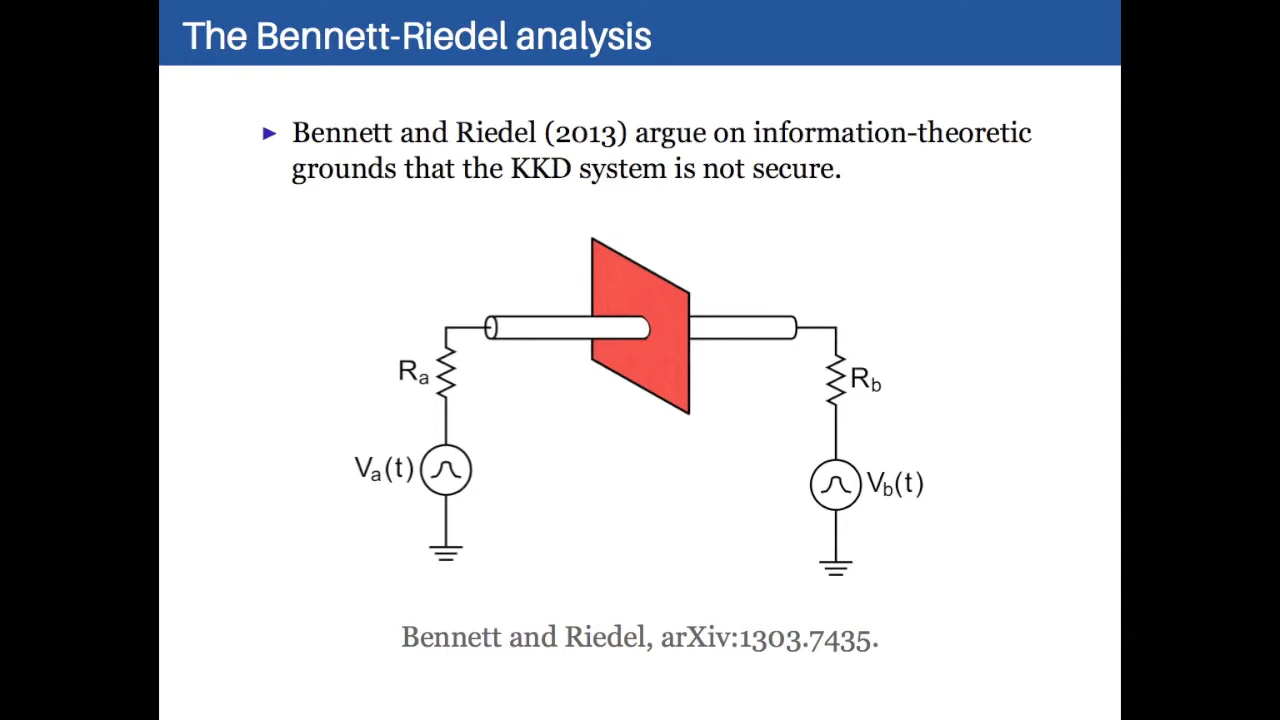 The Bennett-Riedel analysis
► Bennett and Riedel (2013) argue on information-theoretic
grounds that the KKD system is not secure.
Ra
Rb
Va(t)
Vb(t)
Bennett and Riedel, arXiv:1303.7435.